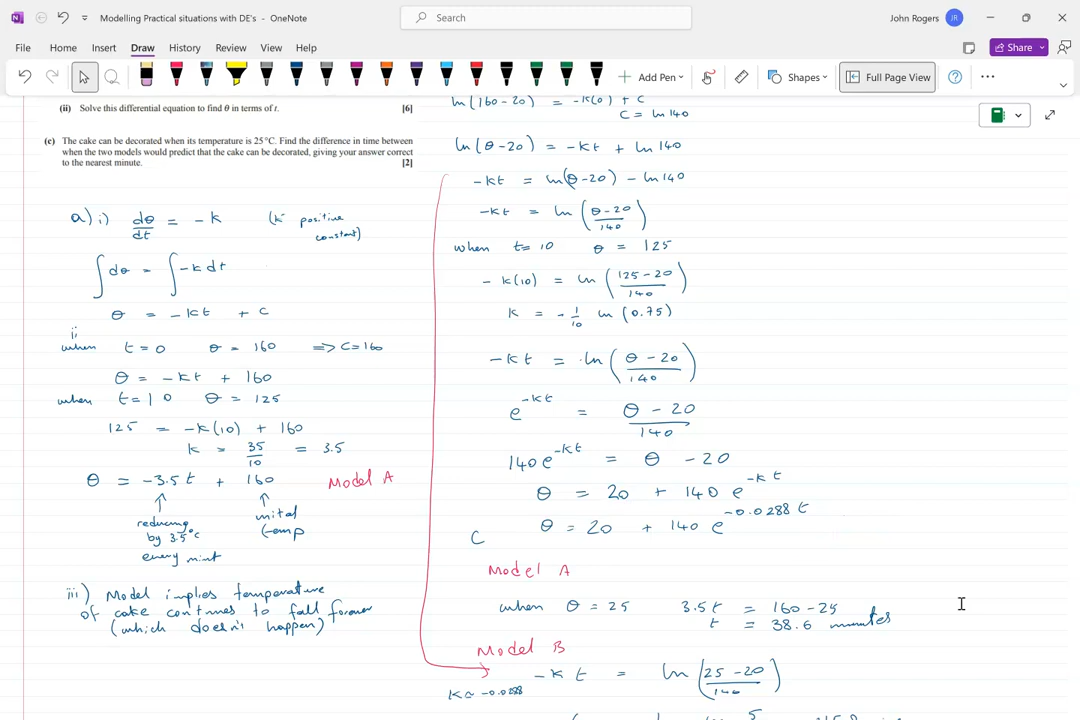 Modelling Practical situations with DE's - OneNote
Search
John Rogers
JR
File Home Insert Draw History Review View Help
Share
Add Pen
Shapes
Full Page View
(ii) Solve this differential equation to find θ in terms of t. [6]
(c) The cake can be decorated when its temperature is 25°C. Find the difference in time between
when the two models would predict that the cake can be decorated, giving your answer correct
to the nearest minute. [2]
a) i) dθ/dt = -k (k positive
constant)
∫dθ = ∫-k dt
θ = -kt + c
ii
when t=0 θ = 160 => C=160
θ = -kt + 160
when t=10 θ = 125
125 = -k(10) + 160
k = 35/10 = 3.5
θ = -3.5t + 160 Model A
reducing
by 3.5°c
every mint
inital
temp
iii) Model implies temperature
of cake continues to fall forever
(which doesn't happen)
ln(160-20) = -k(0) + C
C = ln 140
ln(θ-20) = -kt + ln 140
-kt = ln(θ-20) - ln 140
-kt = ln(θ-20/140)
when t=10 θ = 125
-k(10) = ln(125-20/140)
k = -1/10 ln(0.75)
-kt = ln(θ-20/140)
e^-kt = θ-20/140
140e^-kt = θ - 20
θ = 20 + 140 e^-kt
θ = 20 + 140 e^-0.0288 t
C
Model A
when θ = 25 3.5t = 160-25
t = 38.6 minutes
Model B
-k t = ln(25-20/140)